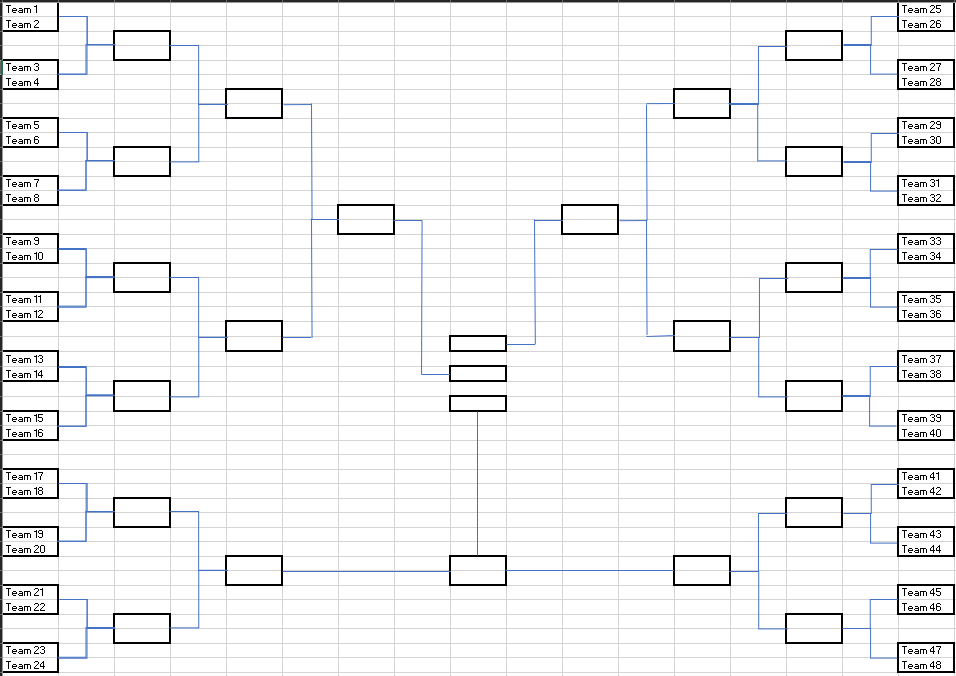 Team 1
Team 2
Team 3
Team 4
Team 5
Team 6
Team 7
Team 8
Team 9
Team 10
Team 11
Team 12
Team 13
Team 14
Team 15
Team 16
Team 17
Team 18
Team 19
Team 20
Team 21
Team 22
Team 23
Team 24
Team 25
Team 26
Team 27
Team 28
Team 29
Team 30
Team 31
Team 32
Team 33
Team 34
Team 35
Team 36
Team 37
Team 38
Team 39
Team 40
Team 41
Team 42
Team 43
Team 44
Team 45
Team 46
Team 47
Team 48